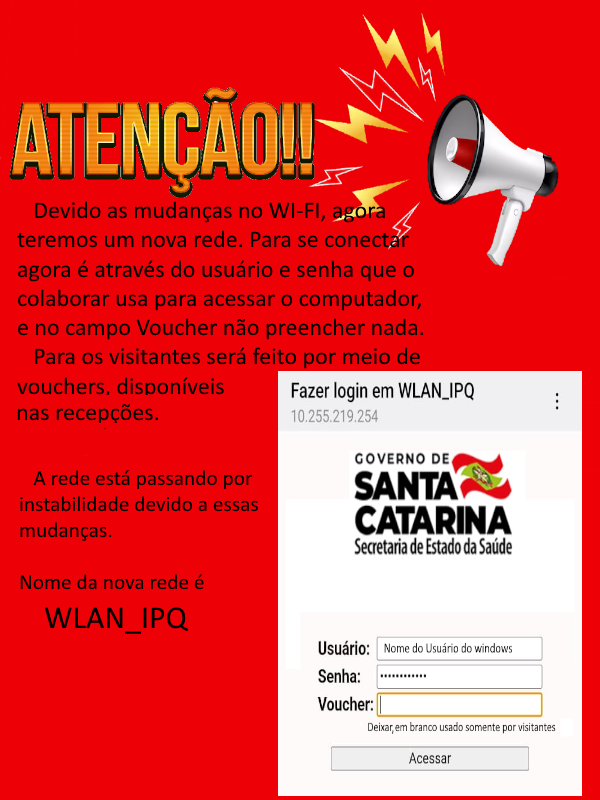 ATENÇÃO!!
Devido as mudanças no WI-FI, agora
teremos um nova rede. Para se conectar
agora é através do usuário e senha que o
colaborar usa para acessar o computador,
e no campo Voucher não preencher nada.
Para os visitantes será feito por meio de
vouchers, disponíveis
nas recepções.
A rede está passando por
instabilidade devido a essas
mudanças.
Nome da nova rede é
WLAN_IPQ
Fazer login em WLAN_IPQ
10.255.219.254
GOVERNO DE
SANTA
CATARINA
Secretaria de Estado da Saúde
Usuário: Nome do Usuário do windows
Senha: ••••••••••••
Voucher:
Deixar,em branco usado somente por visitantes
Acessar